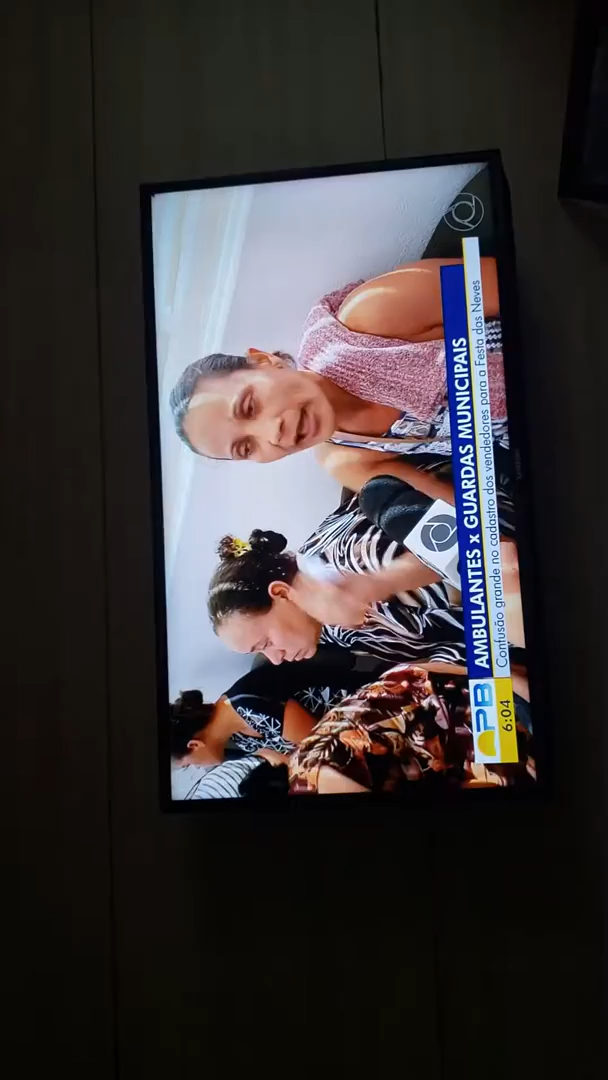 AMBULANTES x GUARDAS MUNICIPAIS
Confusão grande no cadastro dos vendedores para a Festa das Neves
PB
6:04